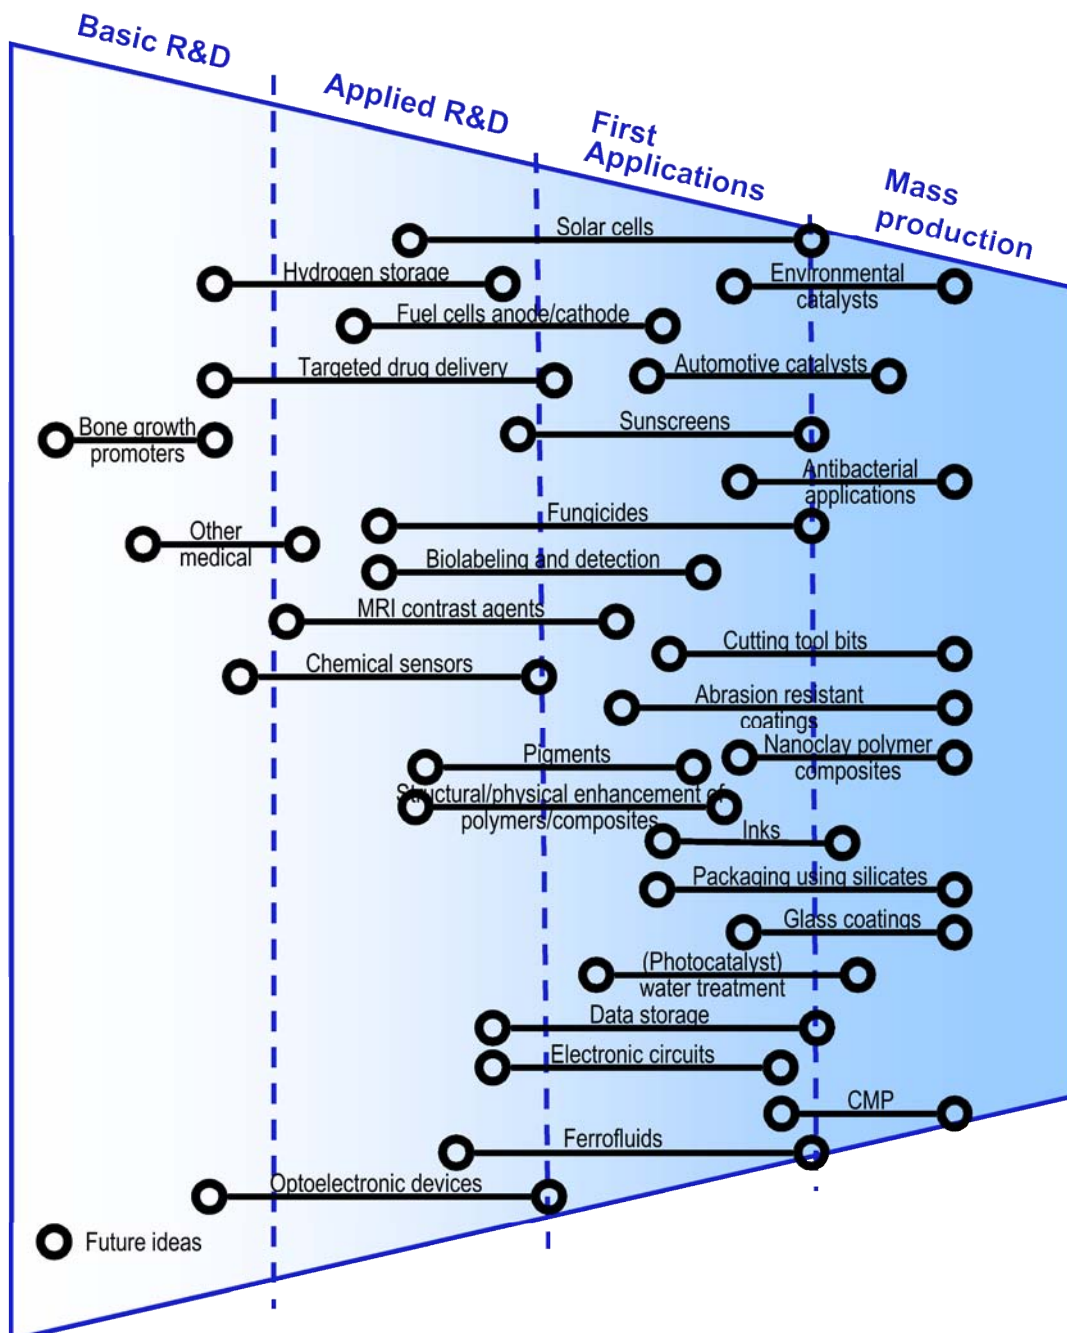 Basic R&D
Applied R&D
First
Applications
Mass
production
Solar cells
Hydrogen storage
Environmental
catalysts
Fuel cells anode/cathode
Targeted drug delivery
Automotive catalysts
Bone growth
promoters
Sunscreens
Antibacterial
applications
Fungicides
Other
medical
Biolabeling and detection
MRI contrast agents
Cutting tool bits
Chemical sensors
Abrasion resistant
coatings
Pigments
Nanoclay polymer
composites
Structural/physical enhancement of
polymers/composites
Inks
Packaging using silicates
Glass coatings
(Photocatalyst)
water treatment
Data storage
Electronic circuits
CMP
Ferrofluids
Optoelectronic devices
Future ideas